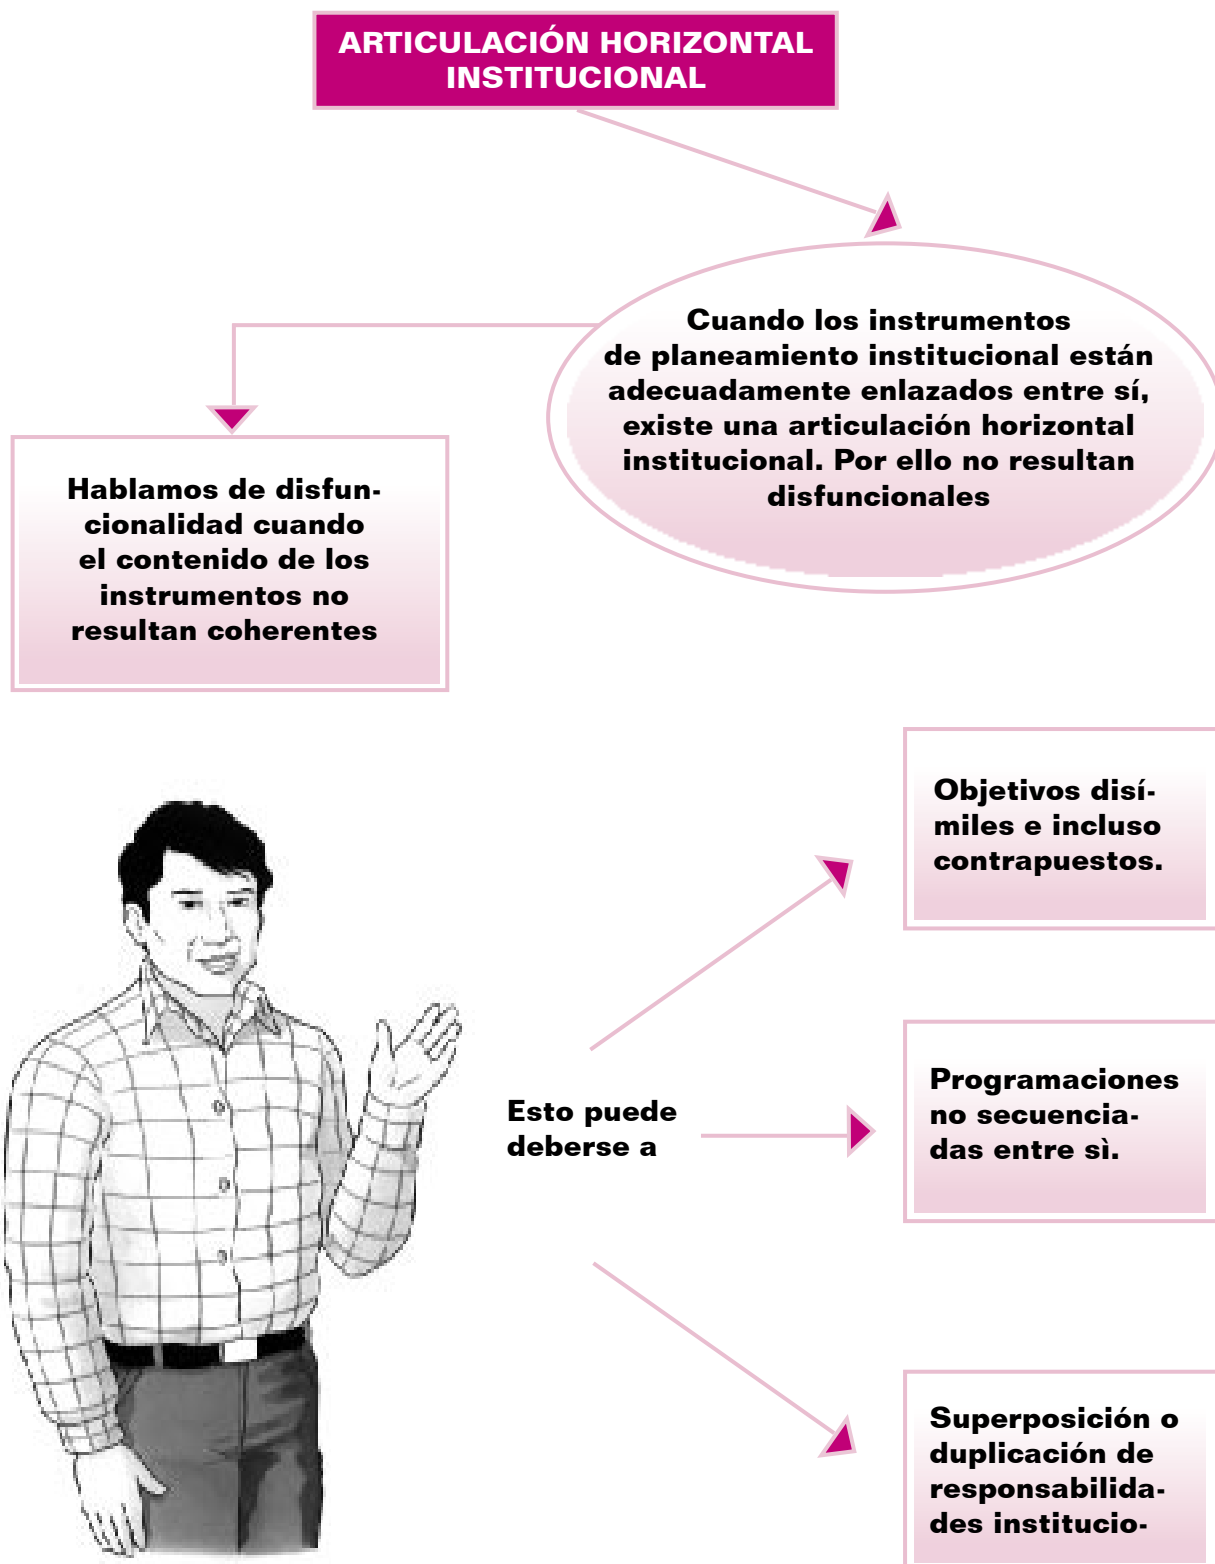 ARTICULACIÓN HORIZONTAL
INSTITUCIONAL
Cuando los instrumentos
de planeamiento institucional están
adecuadamente enlazados entre sí,
existe una articulación horizontal
institucional. Por ello no resultan
disfuncionales
Hablamos de disfun-
cionalidad cuando
el contenido de los
instrumentos no
resultan coherentes
Esto puede
deberse a
Objetivos disí-
miles e incluso
contrapuestos.
Programaciones
no secuencia-
das entre sì.
Superposición o
duplicación de
responsabilida-
des institucio-